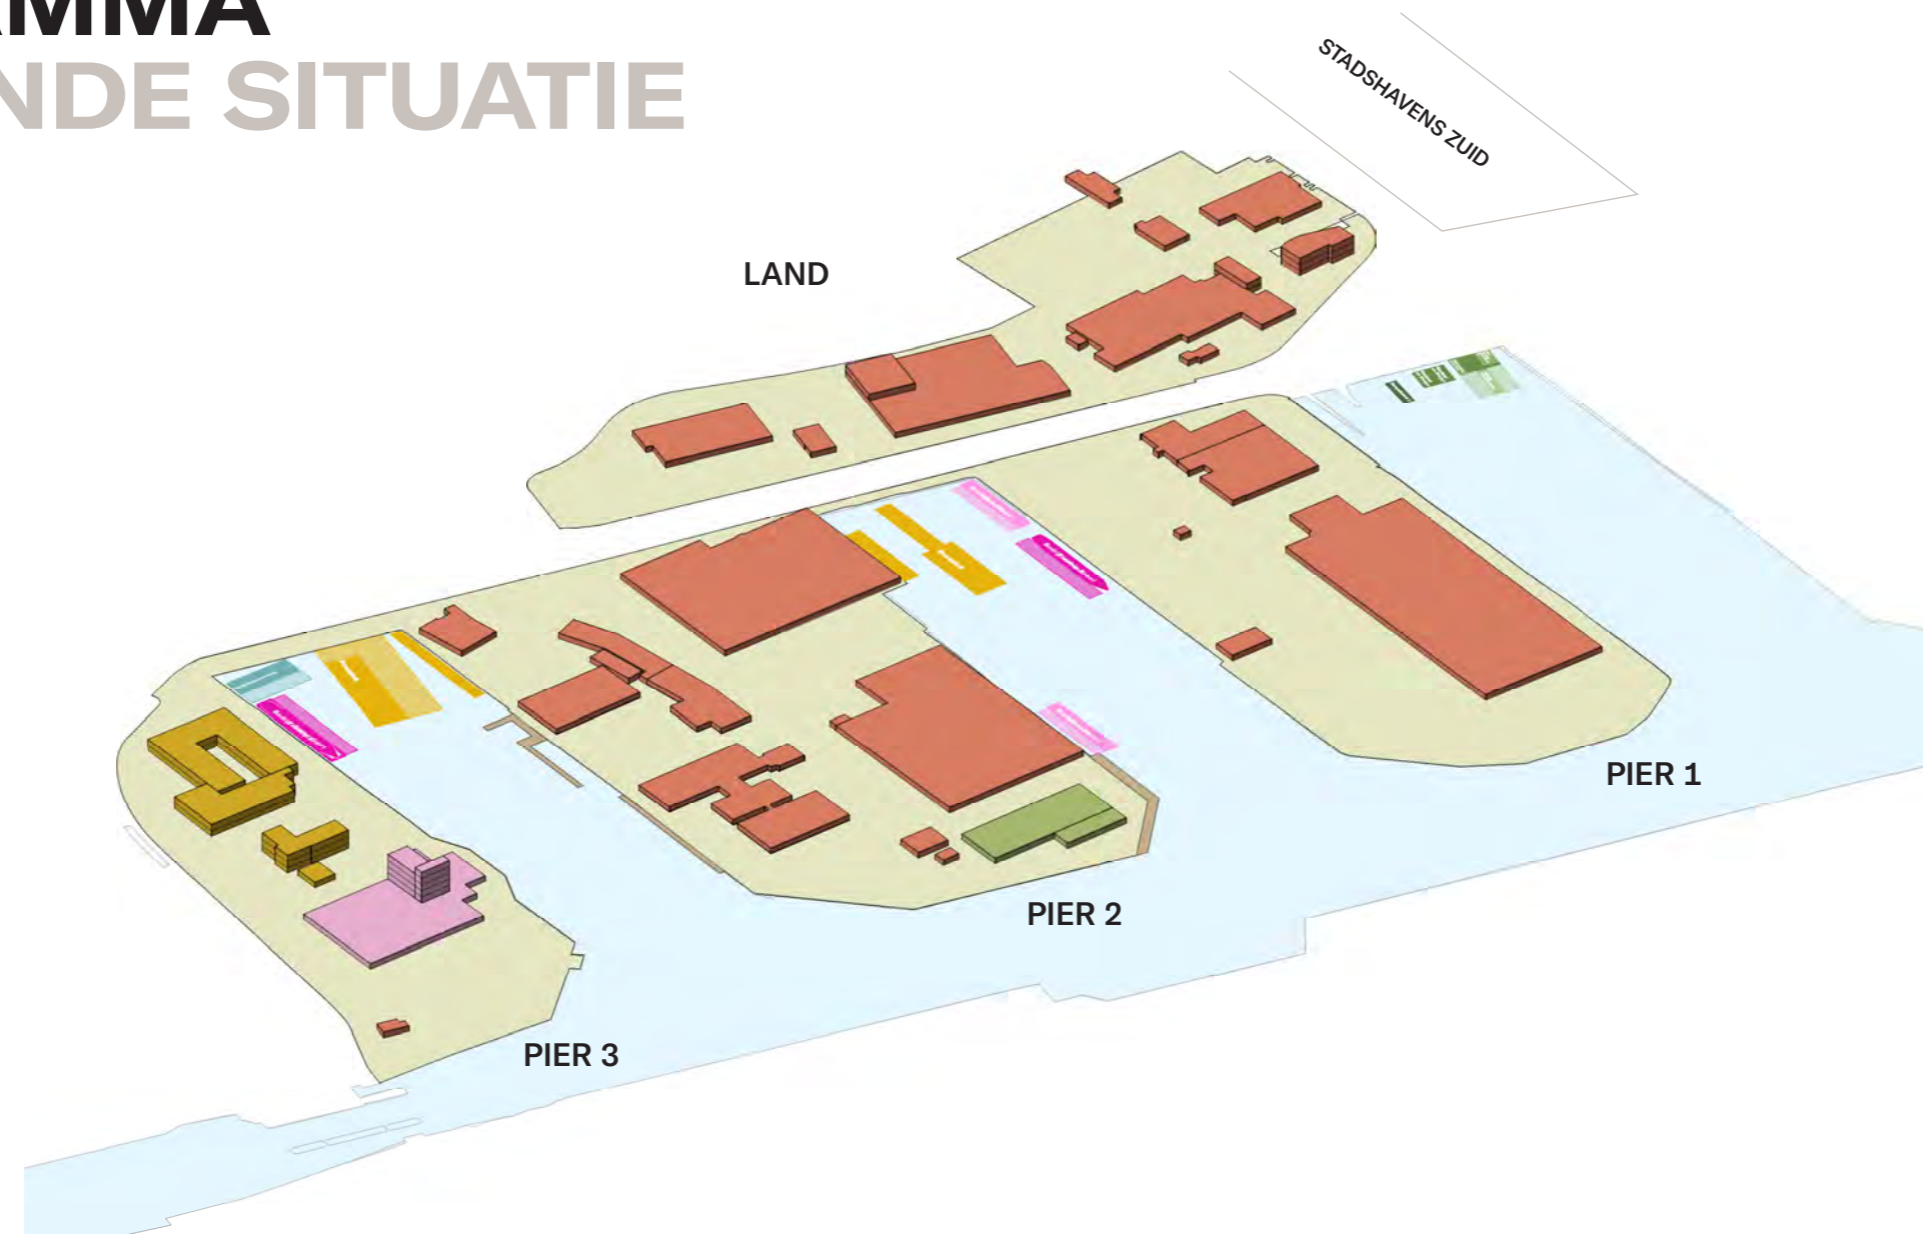 AMMA
NDE SITUATIE
STADSHAVENS ZUID
LAND
PIER 1
PIER 2
PIER 3